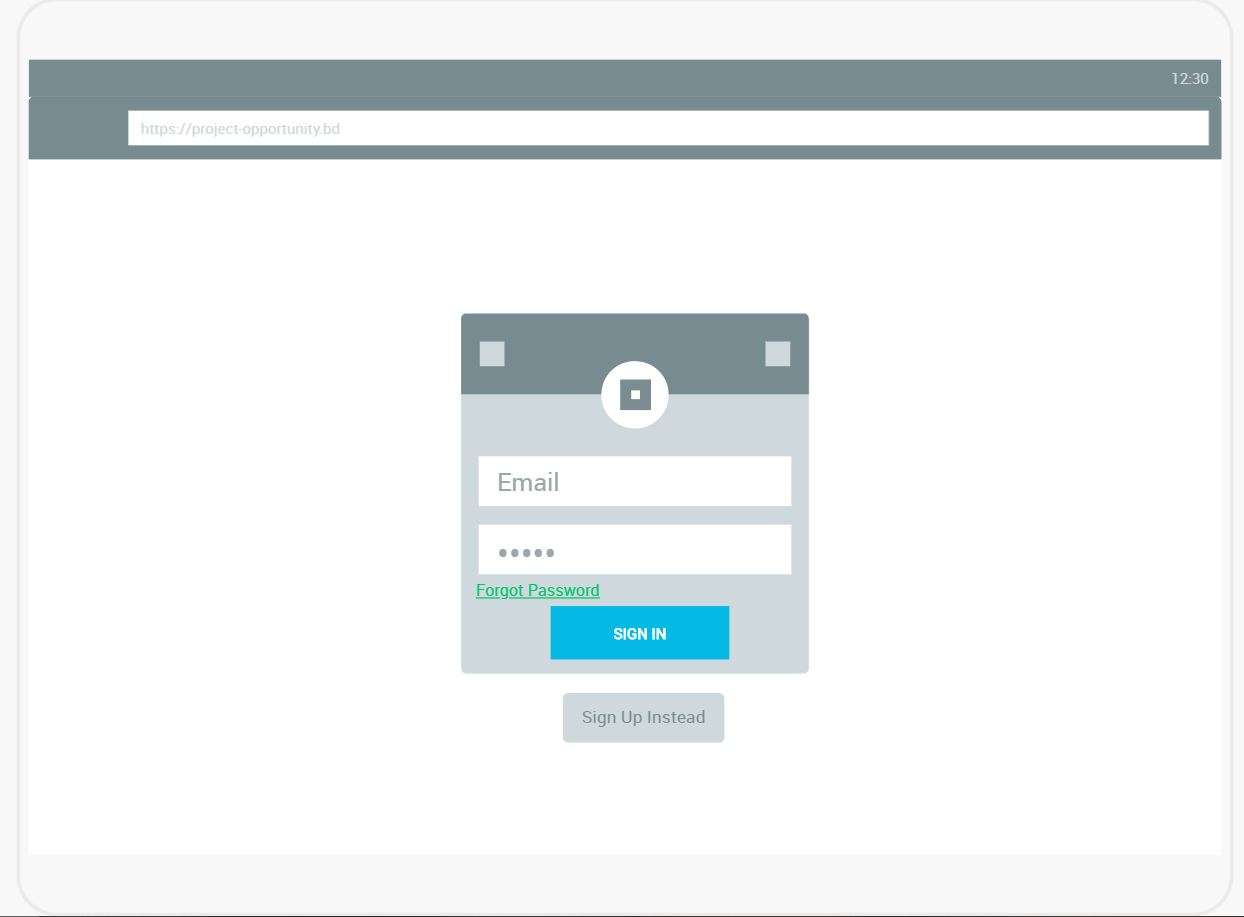 12:30
https://project-opportunity.bd
Email
•••••
Forgot Password
SIGN IN
Sign Up Instead